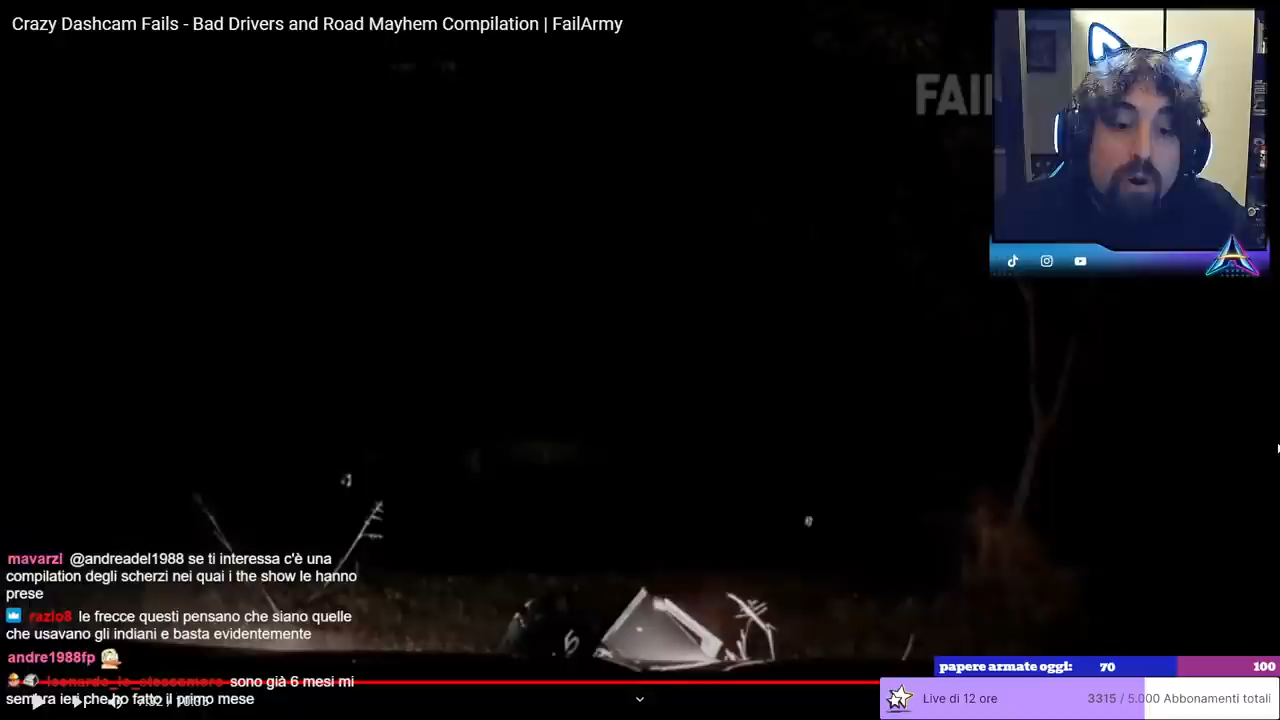 Crazy Dashcam Fails - Bad Drivers and Road Mayhem Compilation | FailArmy
FAI
mavarzl @andreadel1988 se ti interessa c'è una
compilation degli scherzi nei quai i the show le hanno
prese
razio8 le frecce questi pensano che siano quelle
che usavano gli indiani e basta evidentemente
andre1988fp
sono già 6 mesi mi
sembra ieri che ho fatto il primo mese
papere armate oggi: 70 100
Live di 12 ore 3315 / 5.000 Abbonamenti totali